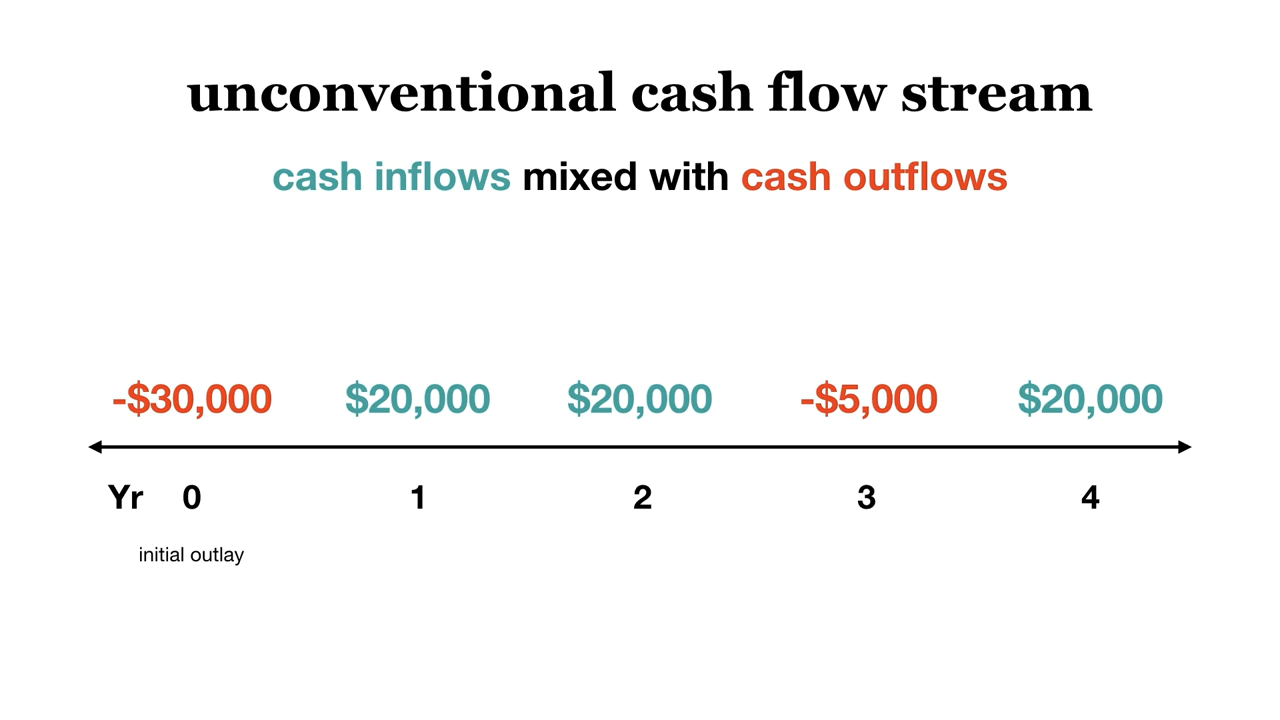 unconventional cash flow stream
cash inflows mixed with cash outflows
-$30,000 $20,000 $20,000 -$5,000 $20,000
Yr 0 1 2 3 4
initial outlay